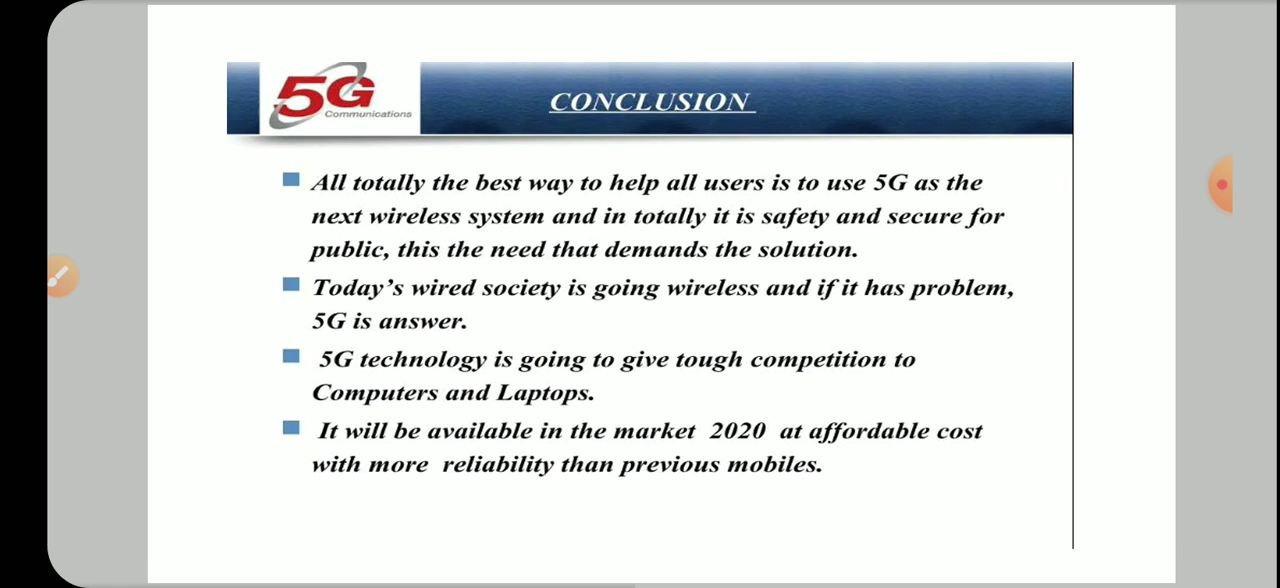 5G
Communications
CONCLUSION
All totally the best way to help all users is to use 5G as the
next wireless system and in totally it is safety and secure for
public, this the need that demands the solution.
Today's wired society is going wireless and if it has problem,
5G is answer.
5G technology is going to give tough competition to
Computers and Laptops.
It will be available in the market 2020 at affordable cost
with more reliability than previous mobiles.